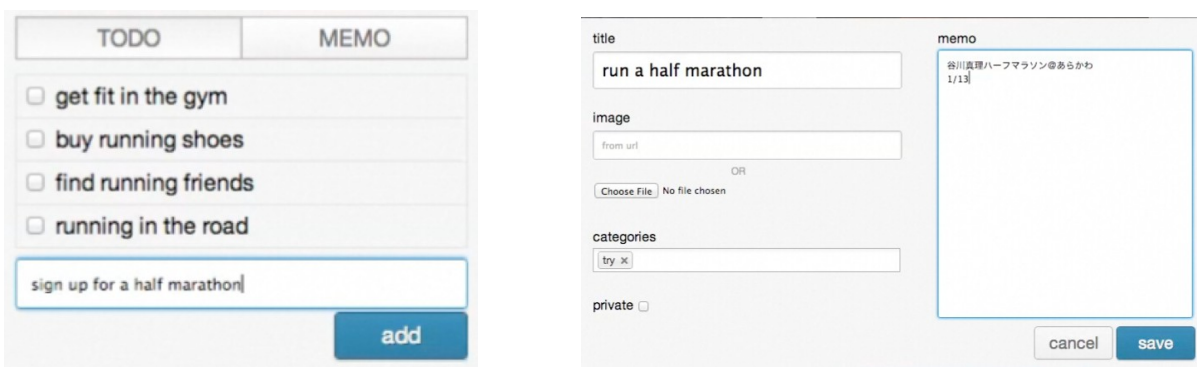 TODO
MEMO
get fit in the gym
buy running shoes
find running friends
running in the road
sign up for a half marathon
add
title
run a half marathon
image
from url
OR
Choose File No file chosen
categories
try ×
private
memo
谷川真理ハーフマラソン@あらかわ
1/13
cancel
save